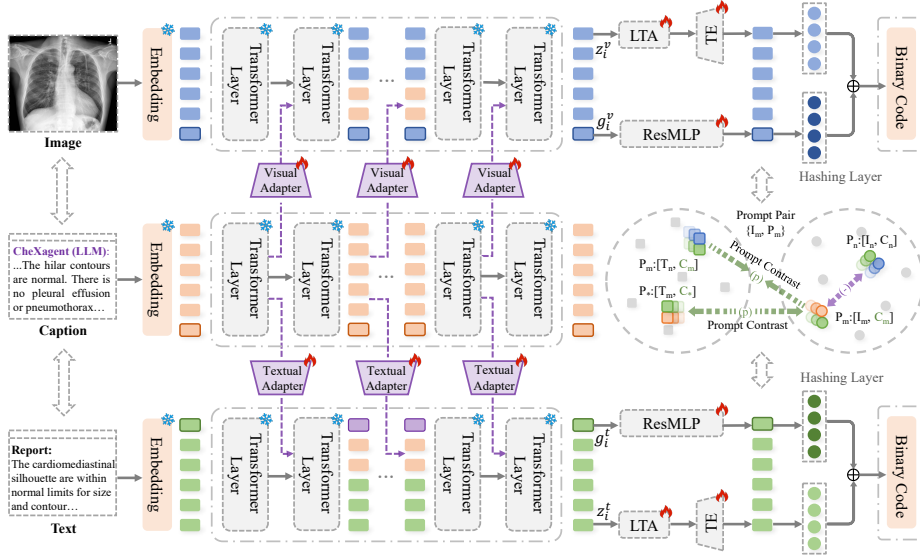 Image
Embedding
Transformer
Layer
Transformer
Layer
...
Transformer
Layer
Transformer
Layer
z_i^v
LTA
TE
g_i^v
ResMLP
Hashing Layer
Binary Code
Visual
Adapter
Visual
Adapter
Visual
Adapter
CheXagent (LLM):
...The hilar contours
are normal. There is
no pleural effusion
or pneumothorax…
Caption
Embedding
Transformer
Layer
Transformer
Layer
...
Transformer
Layer
Transformer
Layer
Prompt Pair
{I_m, P_m}
P_n:[I_n, C_n]
P_m:[T_n, C_m]
Prompt Contrast
(p)
(-)
P_*:[T_m, C_*]
(p)
P_m:[I_m, C_m]
Prompt Contrast
Textual
Adapter
Textual
Adapter
Textual
Adapter
Report:
The cardiomediastinal
silhouette are within
normal limits for size
and contour…
Text
Embedding
Transformer
Layer
Transformer
Layer
...
Transformer
Layer
Transformer
Layer
Hashing Layer
g_i^t
ResMLP
z_i^t
LTA
TE
Binary Code